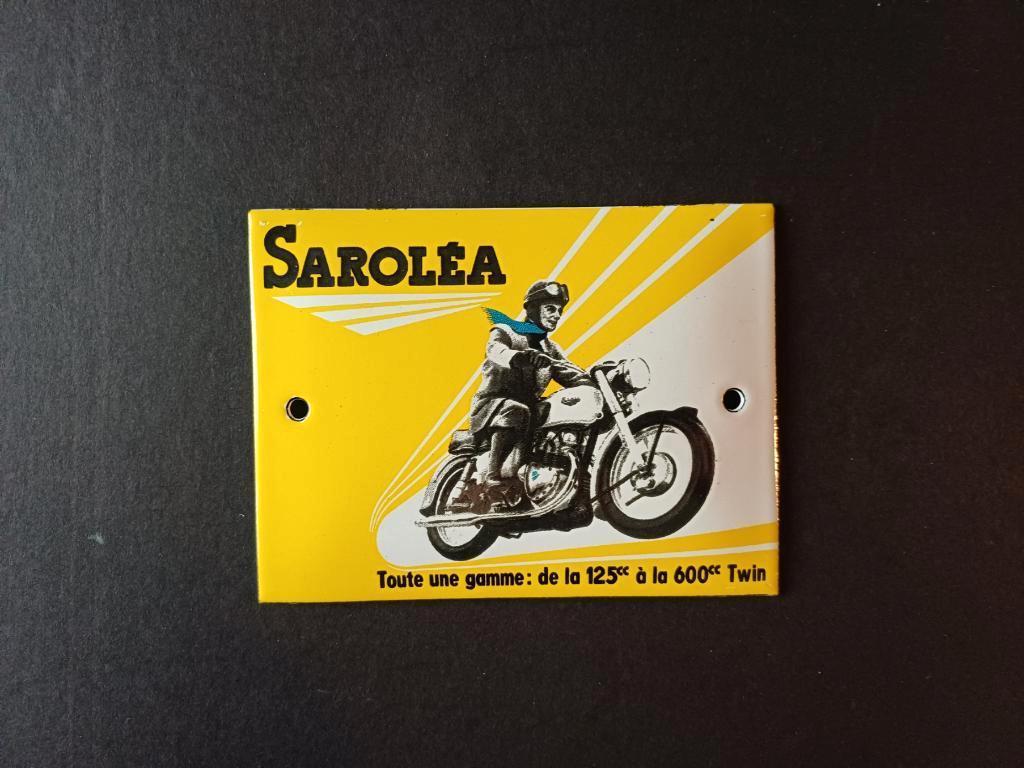 SAROLÉA
Toute une gamme: de la 125cc à la 600cc Twin